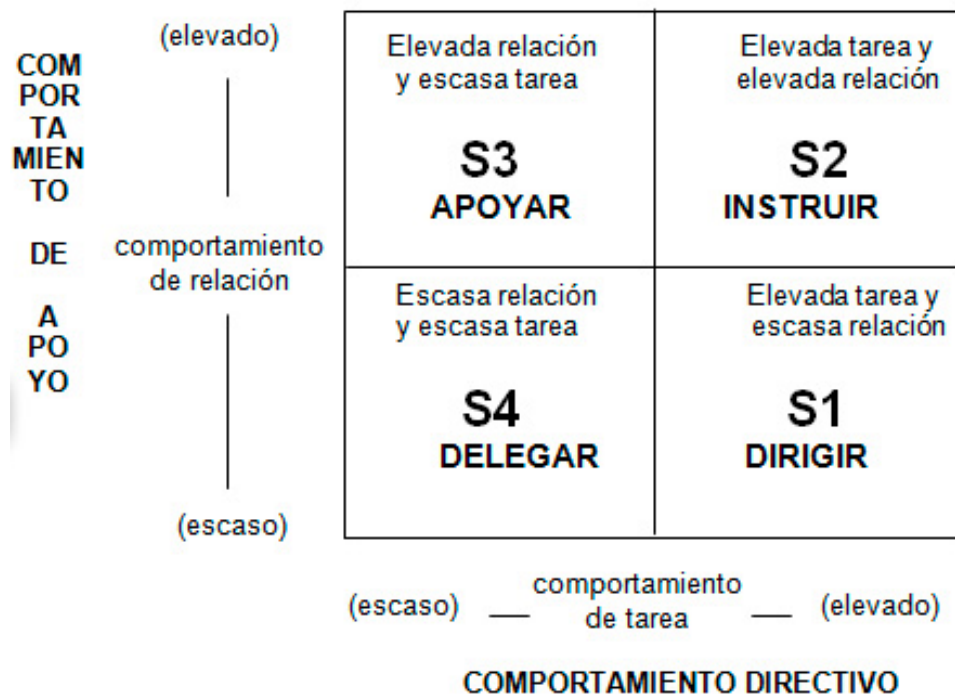 COM
POR
TA
MIEN
TO
DE
A
PO
YO
(elevado)
comportamiento
de relación
(escaso)
Elevada relación
y escasa tarea
S3
APOYAR
Elevada tarea y
elevada relación
S2
INSTRUIR
Escasa relación
y escasa tarea
S4
DELEGAR
Elevada tarea y
escasa relación
S1
DIRIGIR
(escaso)
comportamiento
de tarea
(elevado)
COMPORTAMIENTO DIRECTIVO